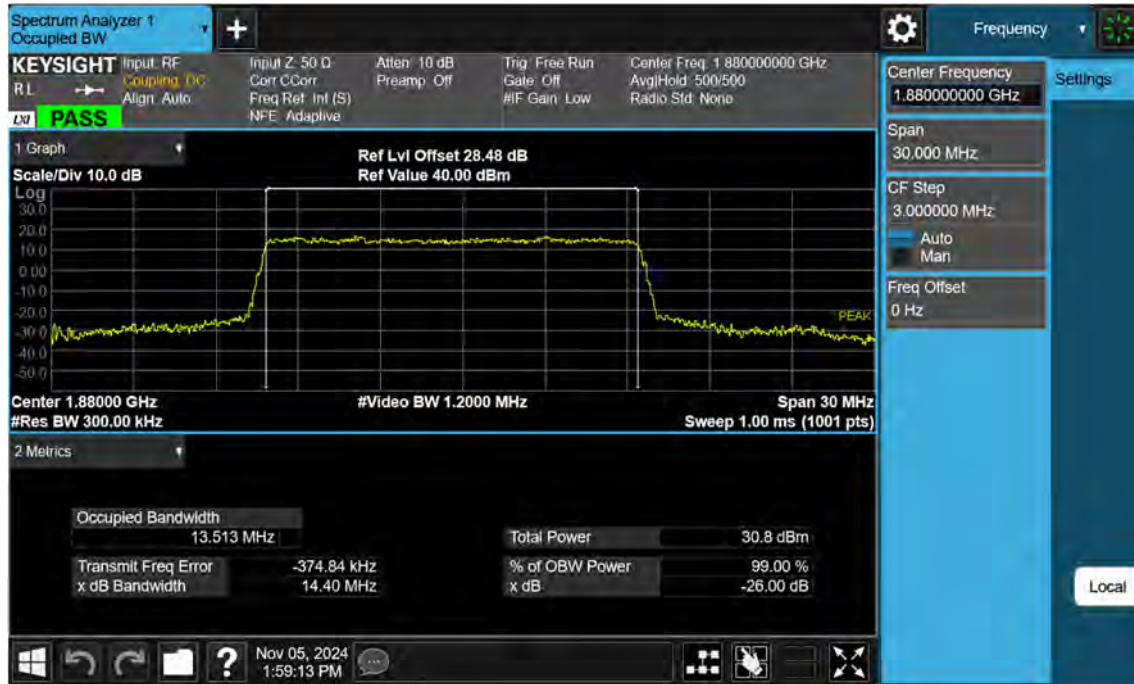 Spectrum Analyzer 1
Occupied BW
+
Frequency
KEYSIGHT
RL
LXI PASS
Input: RF
Coupling: DC
Align: Auto
Input Z: 50 Ω
Corr CCorr
Freq Ref: Int (S)
NFE: Adaptive
Atten: 10 dB
Preamp: Off
Trig: Free Run
Gate: Off
#IF Gain: Low
Center Freq: 1.880000000 GHz
Avg|Hold: 500/500
Radio Std: None
Center Frequency
1.880000000 GHz
Settings
Span
30.000 MHz
CF Step
3.000000 MHz
Auto
Man
Freq Offset
0 Hz
Local
1 Graph
Scale/Div 10.0 dB
Ref Lvl Offset 28.48 dB
Ref Value 40.00 dBm
Log
30.0
20.0
10.0
0.00
-10.0
-20.0
-30.0
-40.0
-50.0
PEAK
Center 1.88000 GHz
#Video BW 1.2000 MHz
Span 30 MHz
#Res BW 300.00 kHz
Sweep 1.00 ms (1001 pts)
2 Metrics
Occupied Bandwidth
13.513 MHz
Total Power 30.8 dBm
Transmit Freq Error -374.84 kHz
% of OBW Power 99.00 %
x dB Bandwidth 14.40 MHz
x dB -26.00 dB
?
Nov 05, 2024
1:59:13 PM